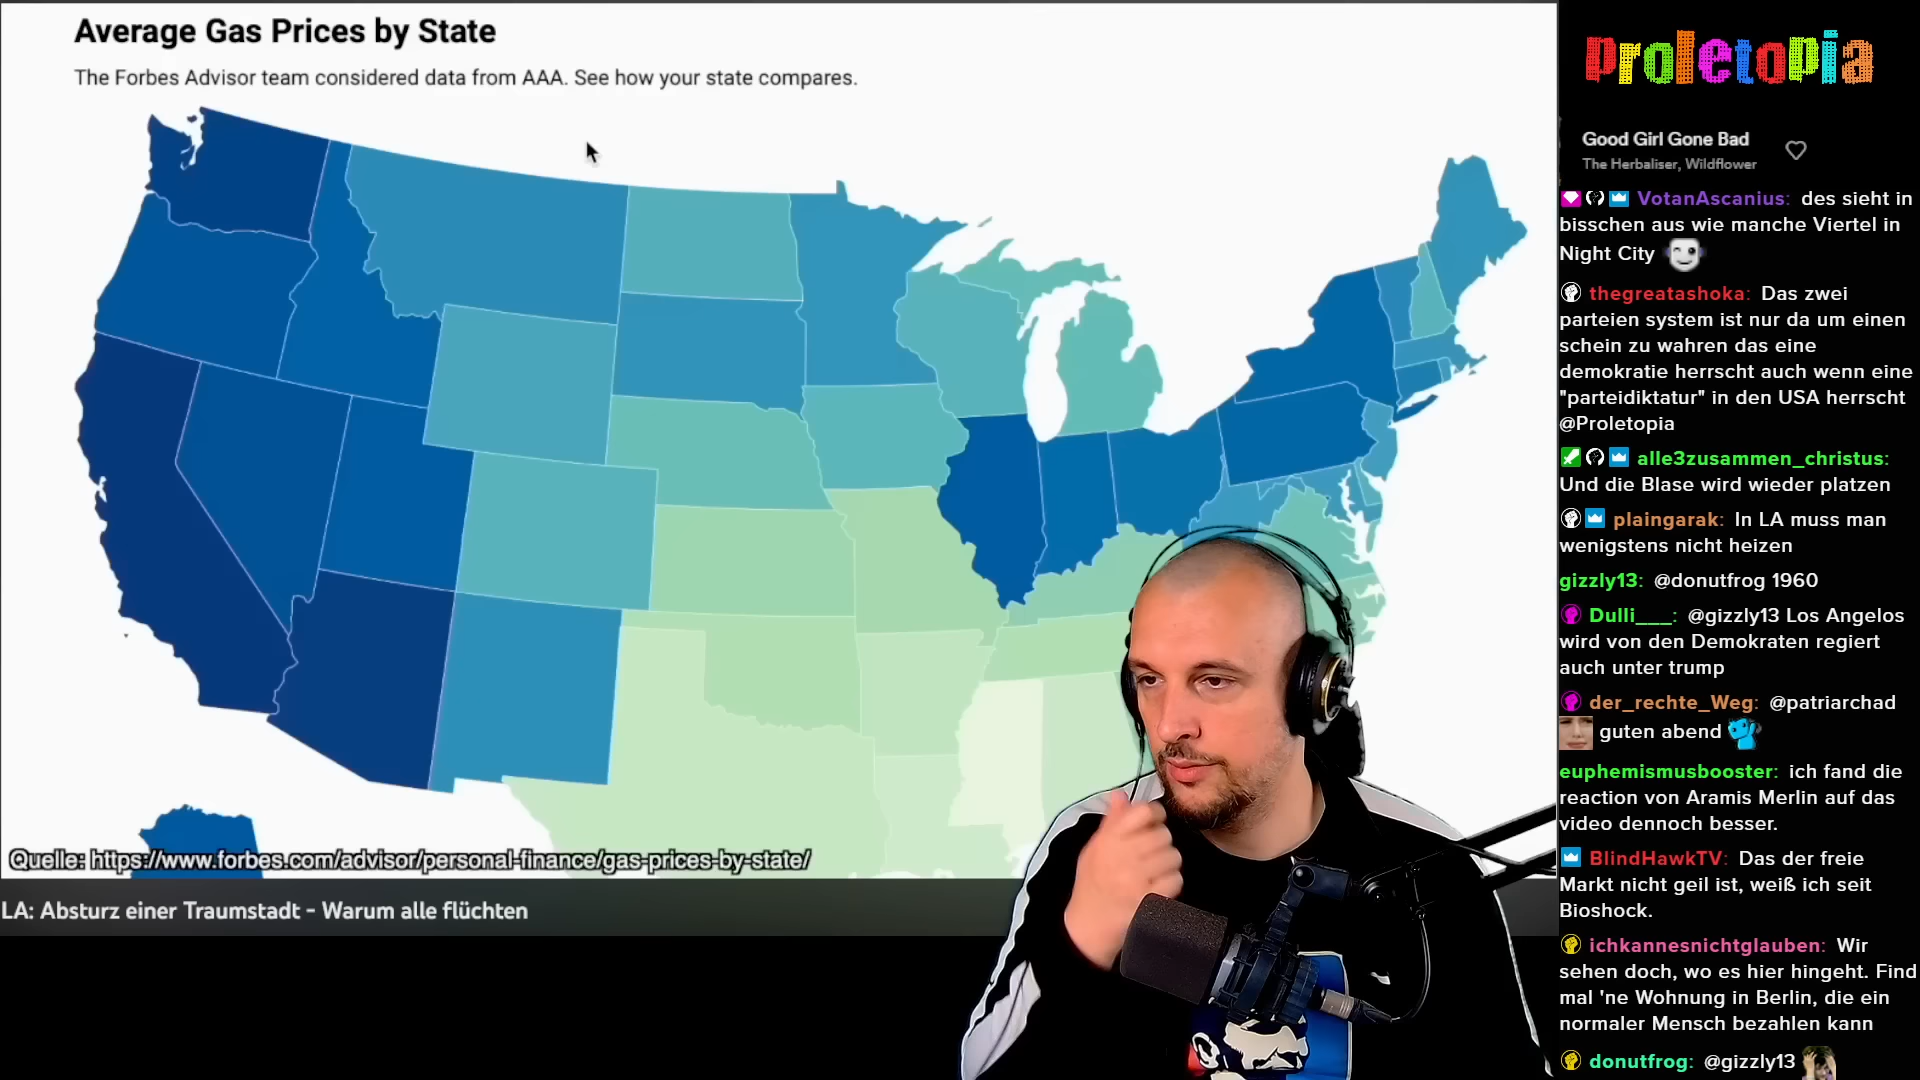 Average Gas Prices by State
The Forbes Advisor team considered data from AAA. See how your state compares.
Quelle: https://www.forbes.com/advisor/personal-finance/gas-prices-by-state/
LA: Absturz einer Traumstadt - Warum alle flüchten
Proletopia
Good Girl Gone Bad
The Herbaliser, Wildflower
VotanAscanius: des sieht in
bisschen aus wie manche Viertel in
Night City
thegreatashoka: Das zwei
parteien system ist nur da um einen
schein zu wahren das eine
demokratie herrscht auch wenn eine
"parteidiktatur" in den USA herrscht
@Proletopia
alle3zusammen_christus:
Und die Blase wird wieder platzen
plaingarak: In LA muss man
wenigstens nicht heizen
gizzly13: @donutfrog 1960
Dulli___: @gizzly13 Los Angelos
wird von den Demokraten regiert
auch unter trump
der_rechte_Weg: @patriarchad
guten abend
euphemismusbooster: ich fand die
reaction von Aramis Merlin auf das
video dennoch besser.
BlindHawkTV: Das der freie
Markt nicht geil ist, weiß ich seit
Bioshock.
ichkannesnichtglauben: Wir
sehen doch, wo es hier hingeht. Find
mal 'ne Wohnung in Berlin, die ein
normaler Mensch bezahlen kann
donutfrog: @gizzly13